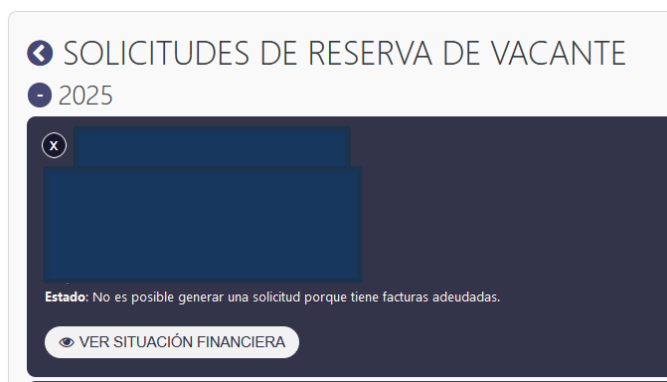 SOLICITUDES DE RESERVA DE VACANTE
- 2025
X
Estado: No es posible generar una solicitud porque tiene facturas adeudadas.
VER SITUACIÓN FINANCIERA